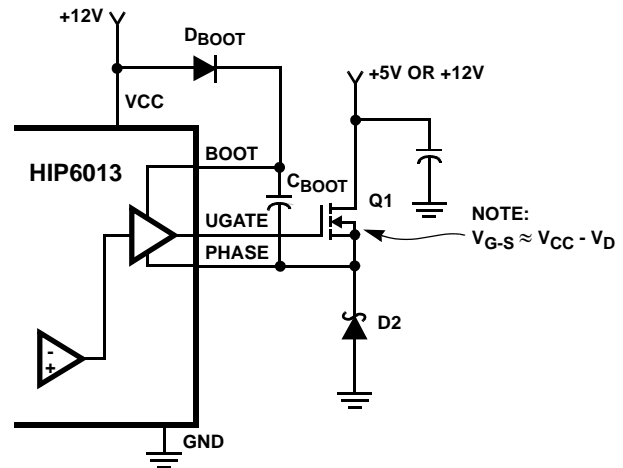 +12V
DBOOT
+5V OR +12V
VCC
BOOT
HIP6013
CBOOT
Q1
UGATE
NOTE:
VG-S ≈ VCC - VD
PHASE
D2
-
+
GND